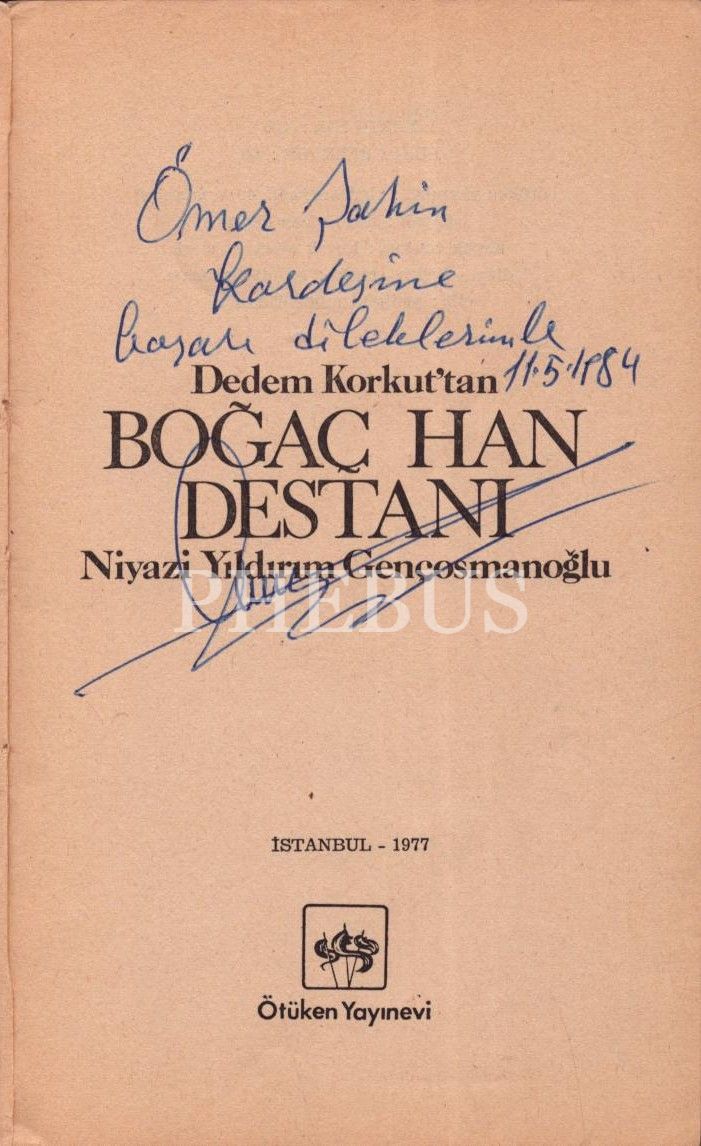 Ömer Şahin
Kardeşine
başarı dileklerimle
11.5.1984
Dedem Korkut'tan
BOĞAÇ HAN
DESTANI
Niyazi Yıldırım Gençosmanoğlu
PHEBUS
İSTANBUL - 1977
Ötüken Yayınevi